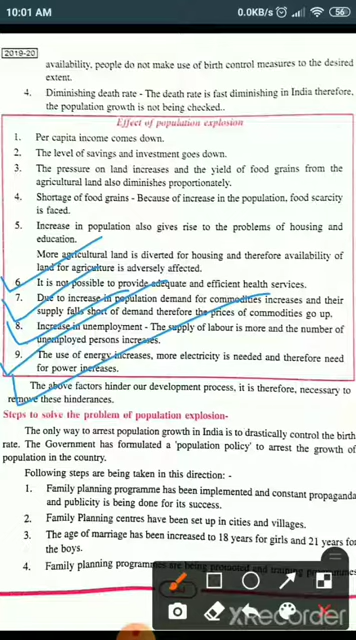 10:01 AM
0.0KB/s
56
2019-20
availability, people do not make use of birth control measures to the desired
extent.
4. Diminishing death rate - The death rate is fast diminishing in India therefore,
the population growth is not being checked.
Effect of population explosion
1. Per capita income comes down.
2. The level of savings and investment goes down.
3. The pressure on land increases and the yield of food grains from the
agricultural land also diminishes proportionately.
4. Shortage of food grains - Because of increase in the population, food scarcity
is faced.
5. Increase in population also gives rise to the problems of housing and
education.
More agricultural land is diverted for housing and therefore availability of
land for agriculture is adversely affected.
6. It is not possible to provide adequate and efficient health services.
7. Due to increase in population demand for commodities increases and their
supply falls short of demand therefore the prices of commodities go up.
8. Increase in unemployment - The supply of labour is more and the number of
unemployed persons increases.
9. The use of energy increases, more electricity is needed and therefore need
for power increases.
The above factors hinder our development process, it is therefore, necessary to
remove these hinderances.
Steps to solve the problem of population explosion-
The only way to arrest population growth in India is to drastically control the birth
rate. The Government has formulated a 'population policy' to arrest the growth of
population in the country.
Following steps are being taken in this direction: -
1. Family planning programme has been implemented and constant propaganda
and publicity is being done for its success.
2. Family Planning centres have been set up in cities and villages.
3. The age of marriage has been increased to 18 years for girls and 21 years for
the boys.
4. Family planning programmes are being promoted and training programmes
XRecorder